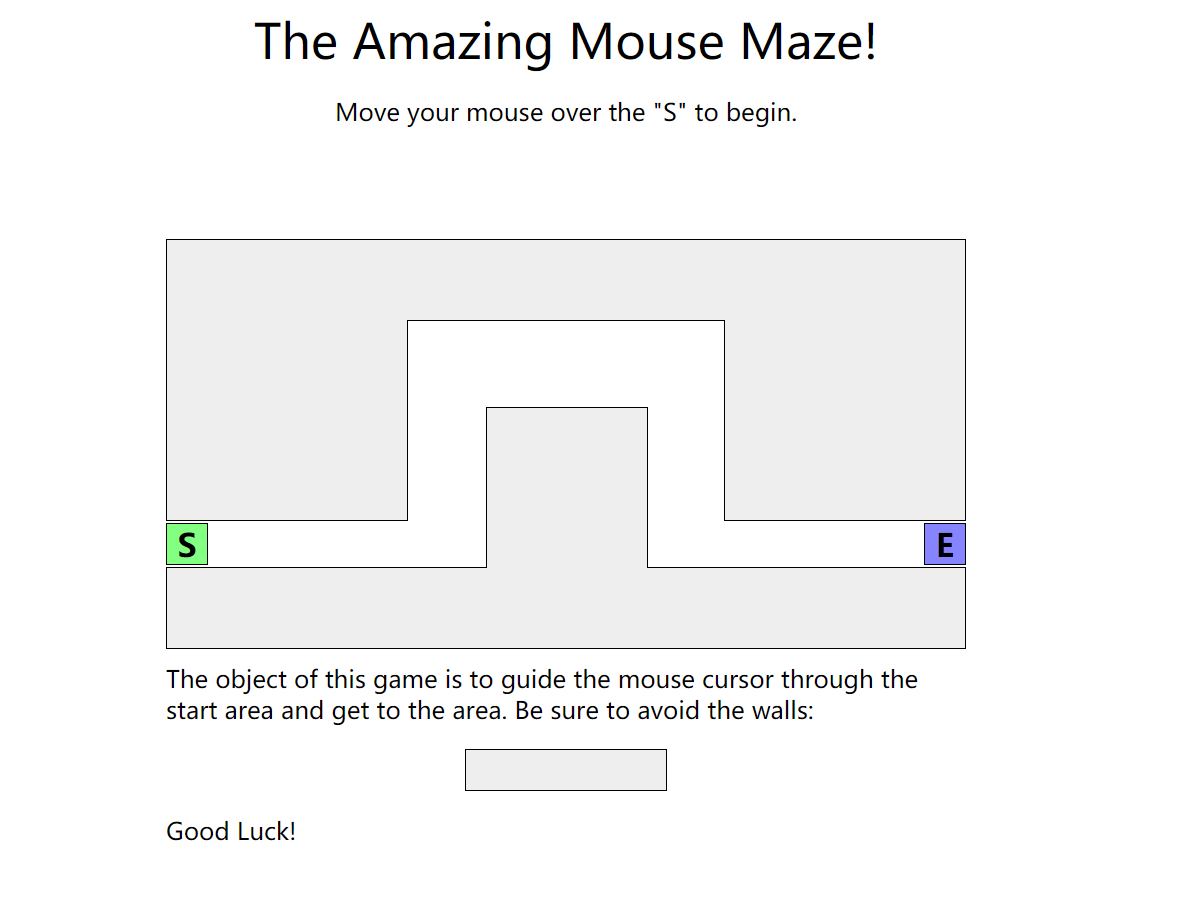 The Amazing Mouse Maze!
Move your mouse over the "S" to begin.
S
E
The object of this game is to guide the mouse cursor through the
start area and get to the area. Be sure to avoid the walls:
Good Luck!